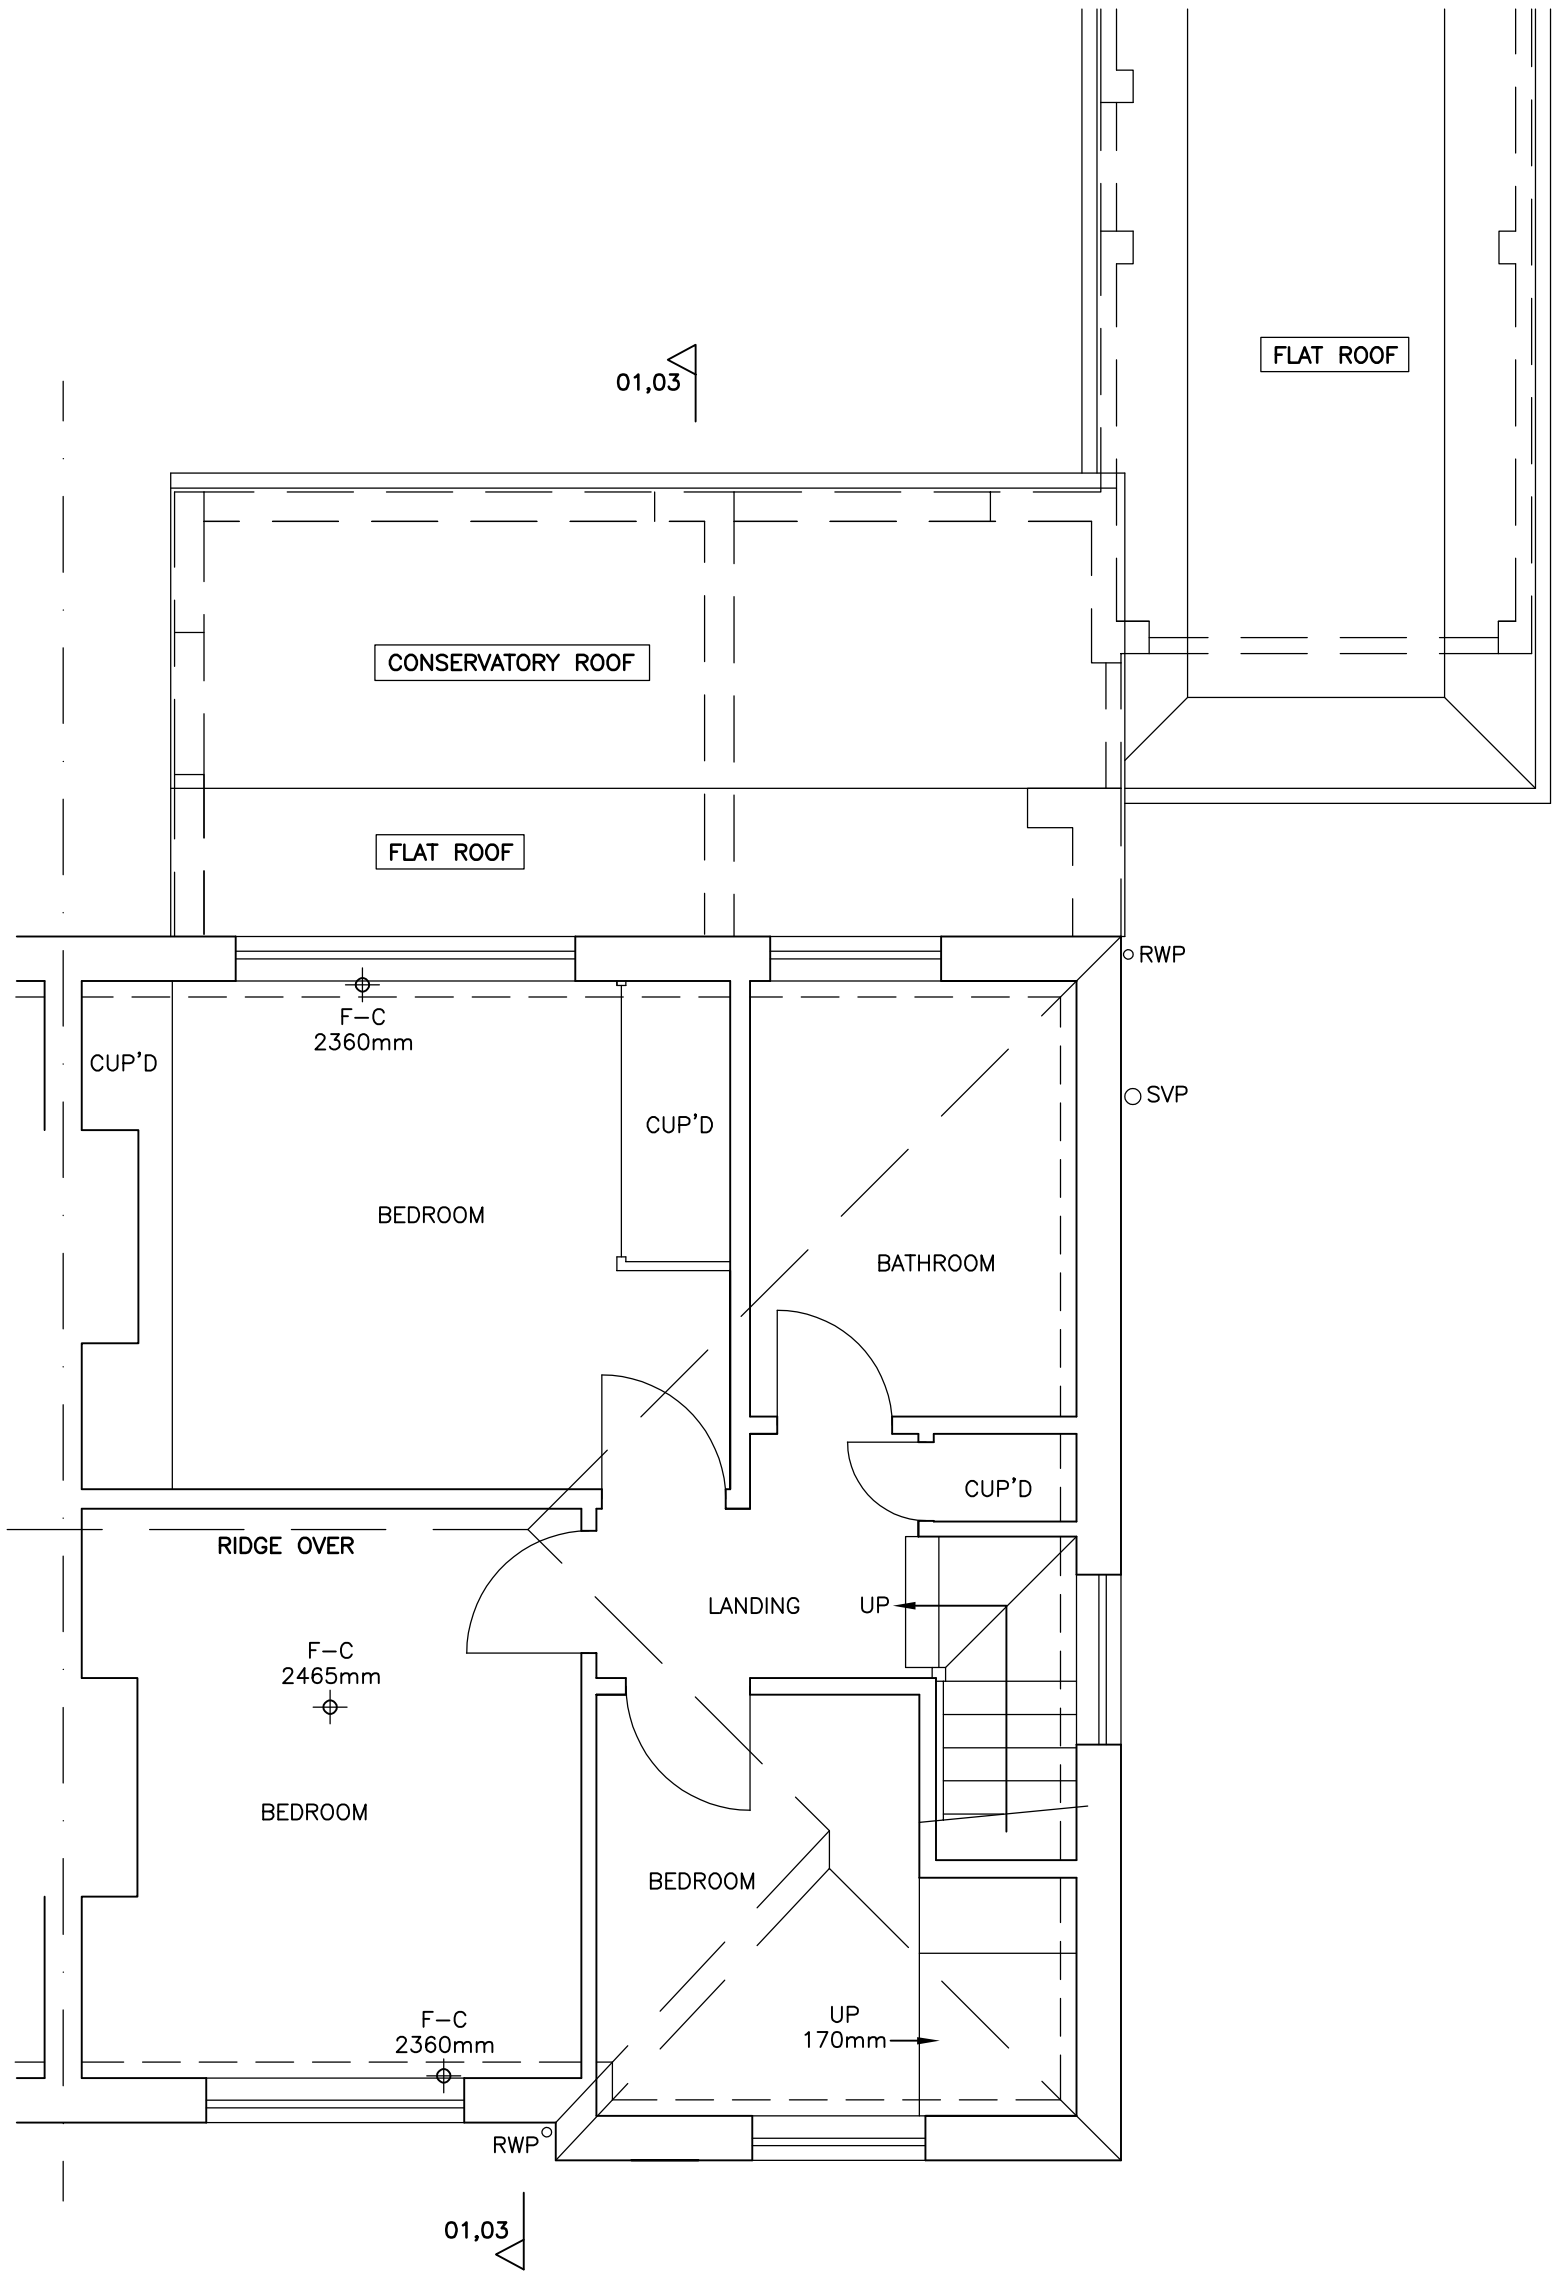 FLAT ROOF
01,03
CONSERVATORY ROOF
FLAT ROOF
RWP
F-C
2360mm
CUP'D
SVP
CUP'D
BEDROOM
BATHROOM
CUP'D
RIDGE OVER
LANDING
UP
F-C
2465mm
BEDROOM
BEDROOM
UP
170mm
F-C
2360mm
RWP
01,03